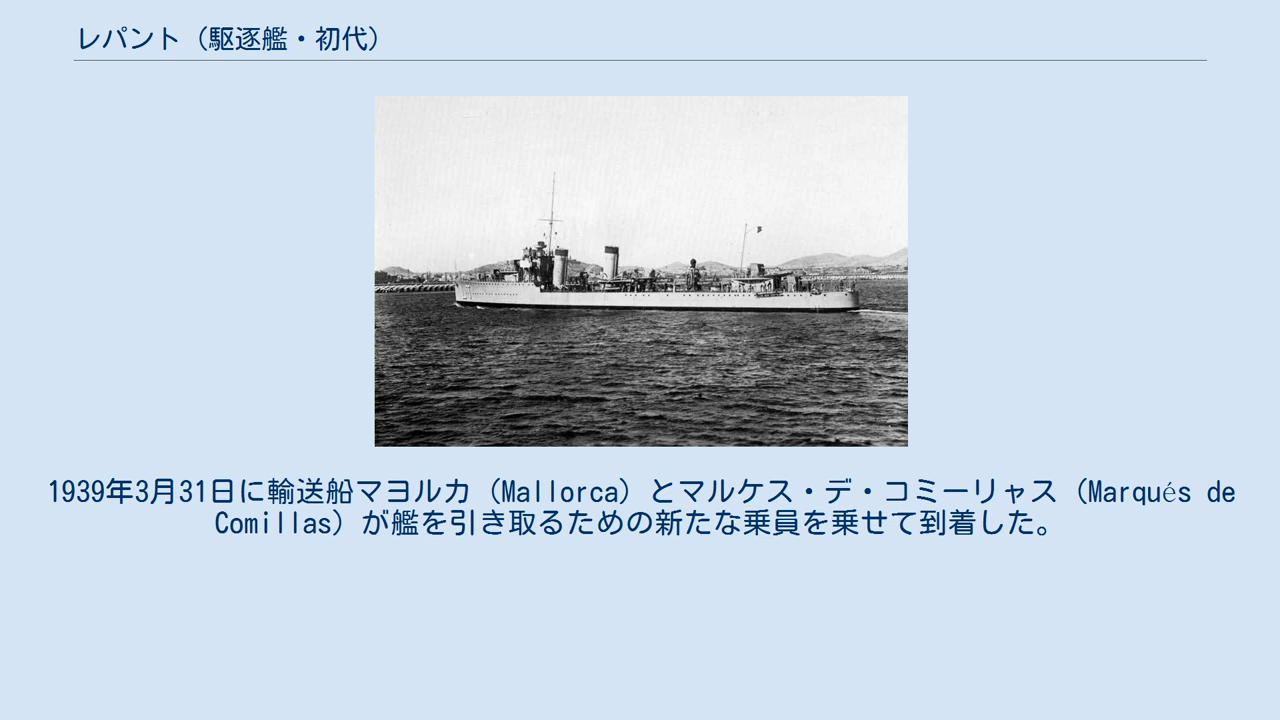 レパント（駆逐艦・初代）
1939年3月31日に輸送船マヨルカ（Mallorca）とマルケス・デ・コミーリャス（Marqués de
Comillas）が艦を引き取るための新たな乗員を乗せて到着した。